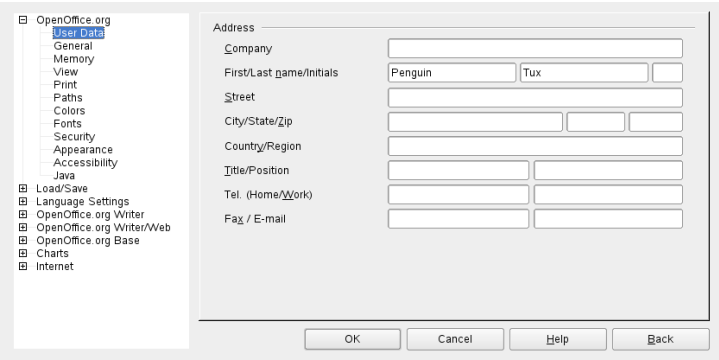 OpenOffice.org
User Data
General
Memory
View
Print
Paths
Colors
Fonts
Security
Appearance
Accessibility
Java
Load/Save
Language Settings
OpenOffice.org Writer
OpenOffice.org Writer/Web
OpenOffice.org Base
Charts
Internet
Address
Company
First/Last name/Initials Penguin Tux
Street
City/State/Zip
Country/Region
Title/Position
Tel. (Home/Work)
Fax / E-mail
OK Cancel Help Back